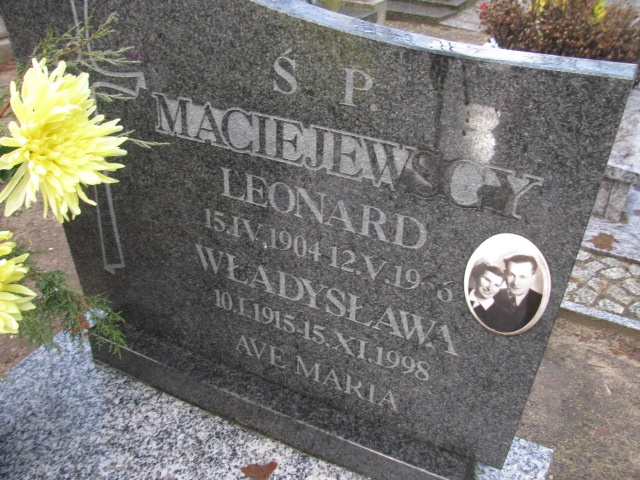 Ś. P.
MACIEJEWSCY
LEONARD
15.IV.1904 12.V.
WŁADYSŁAWA
10.I.1915-15.XI.1998
AVE MARIA